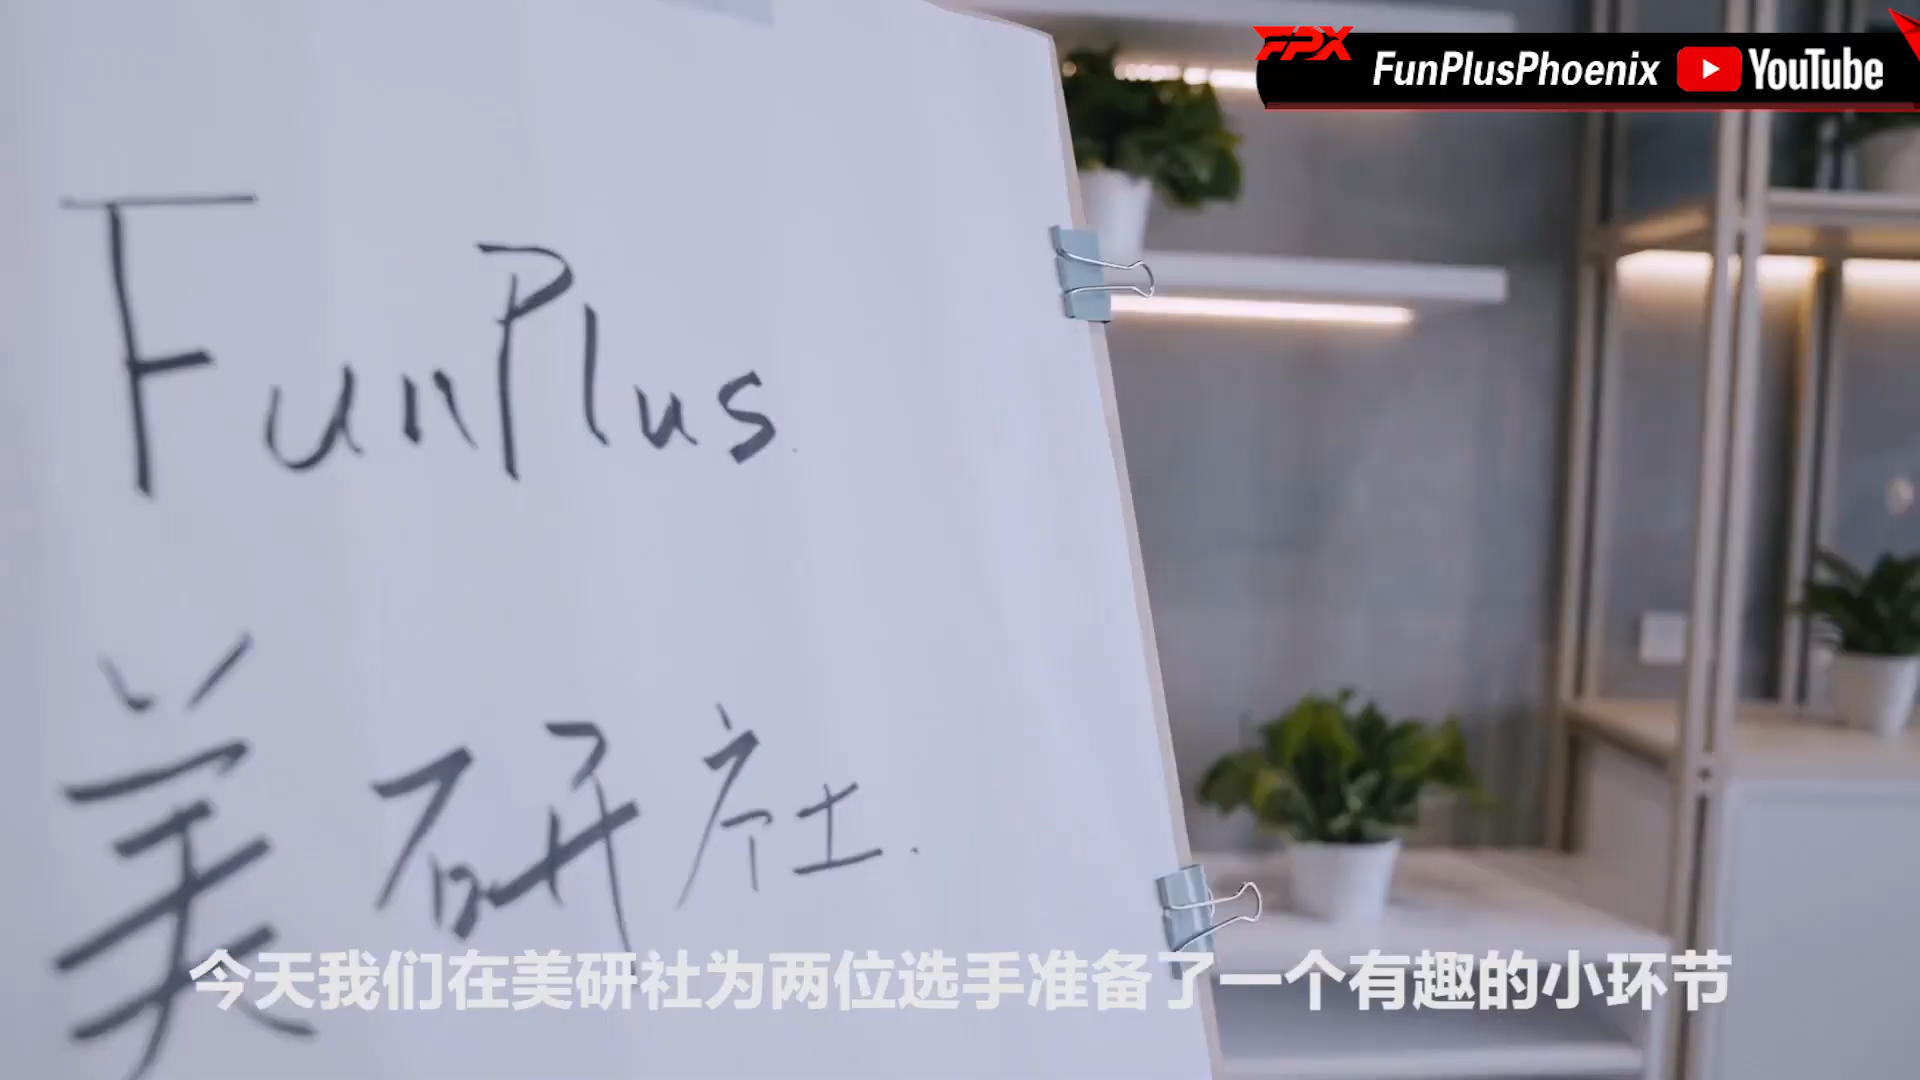 FPX FunPlusPhoenix YouTube
FunPlus
美研社
今天我们在美研社为两位选手准备了一个有趣的小环节